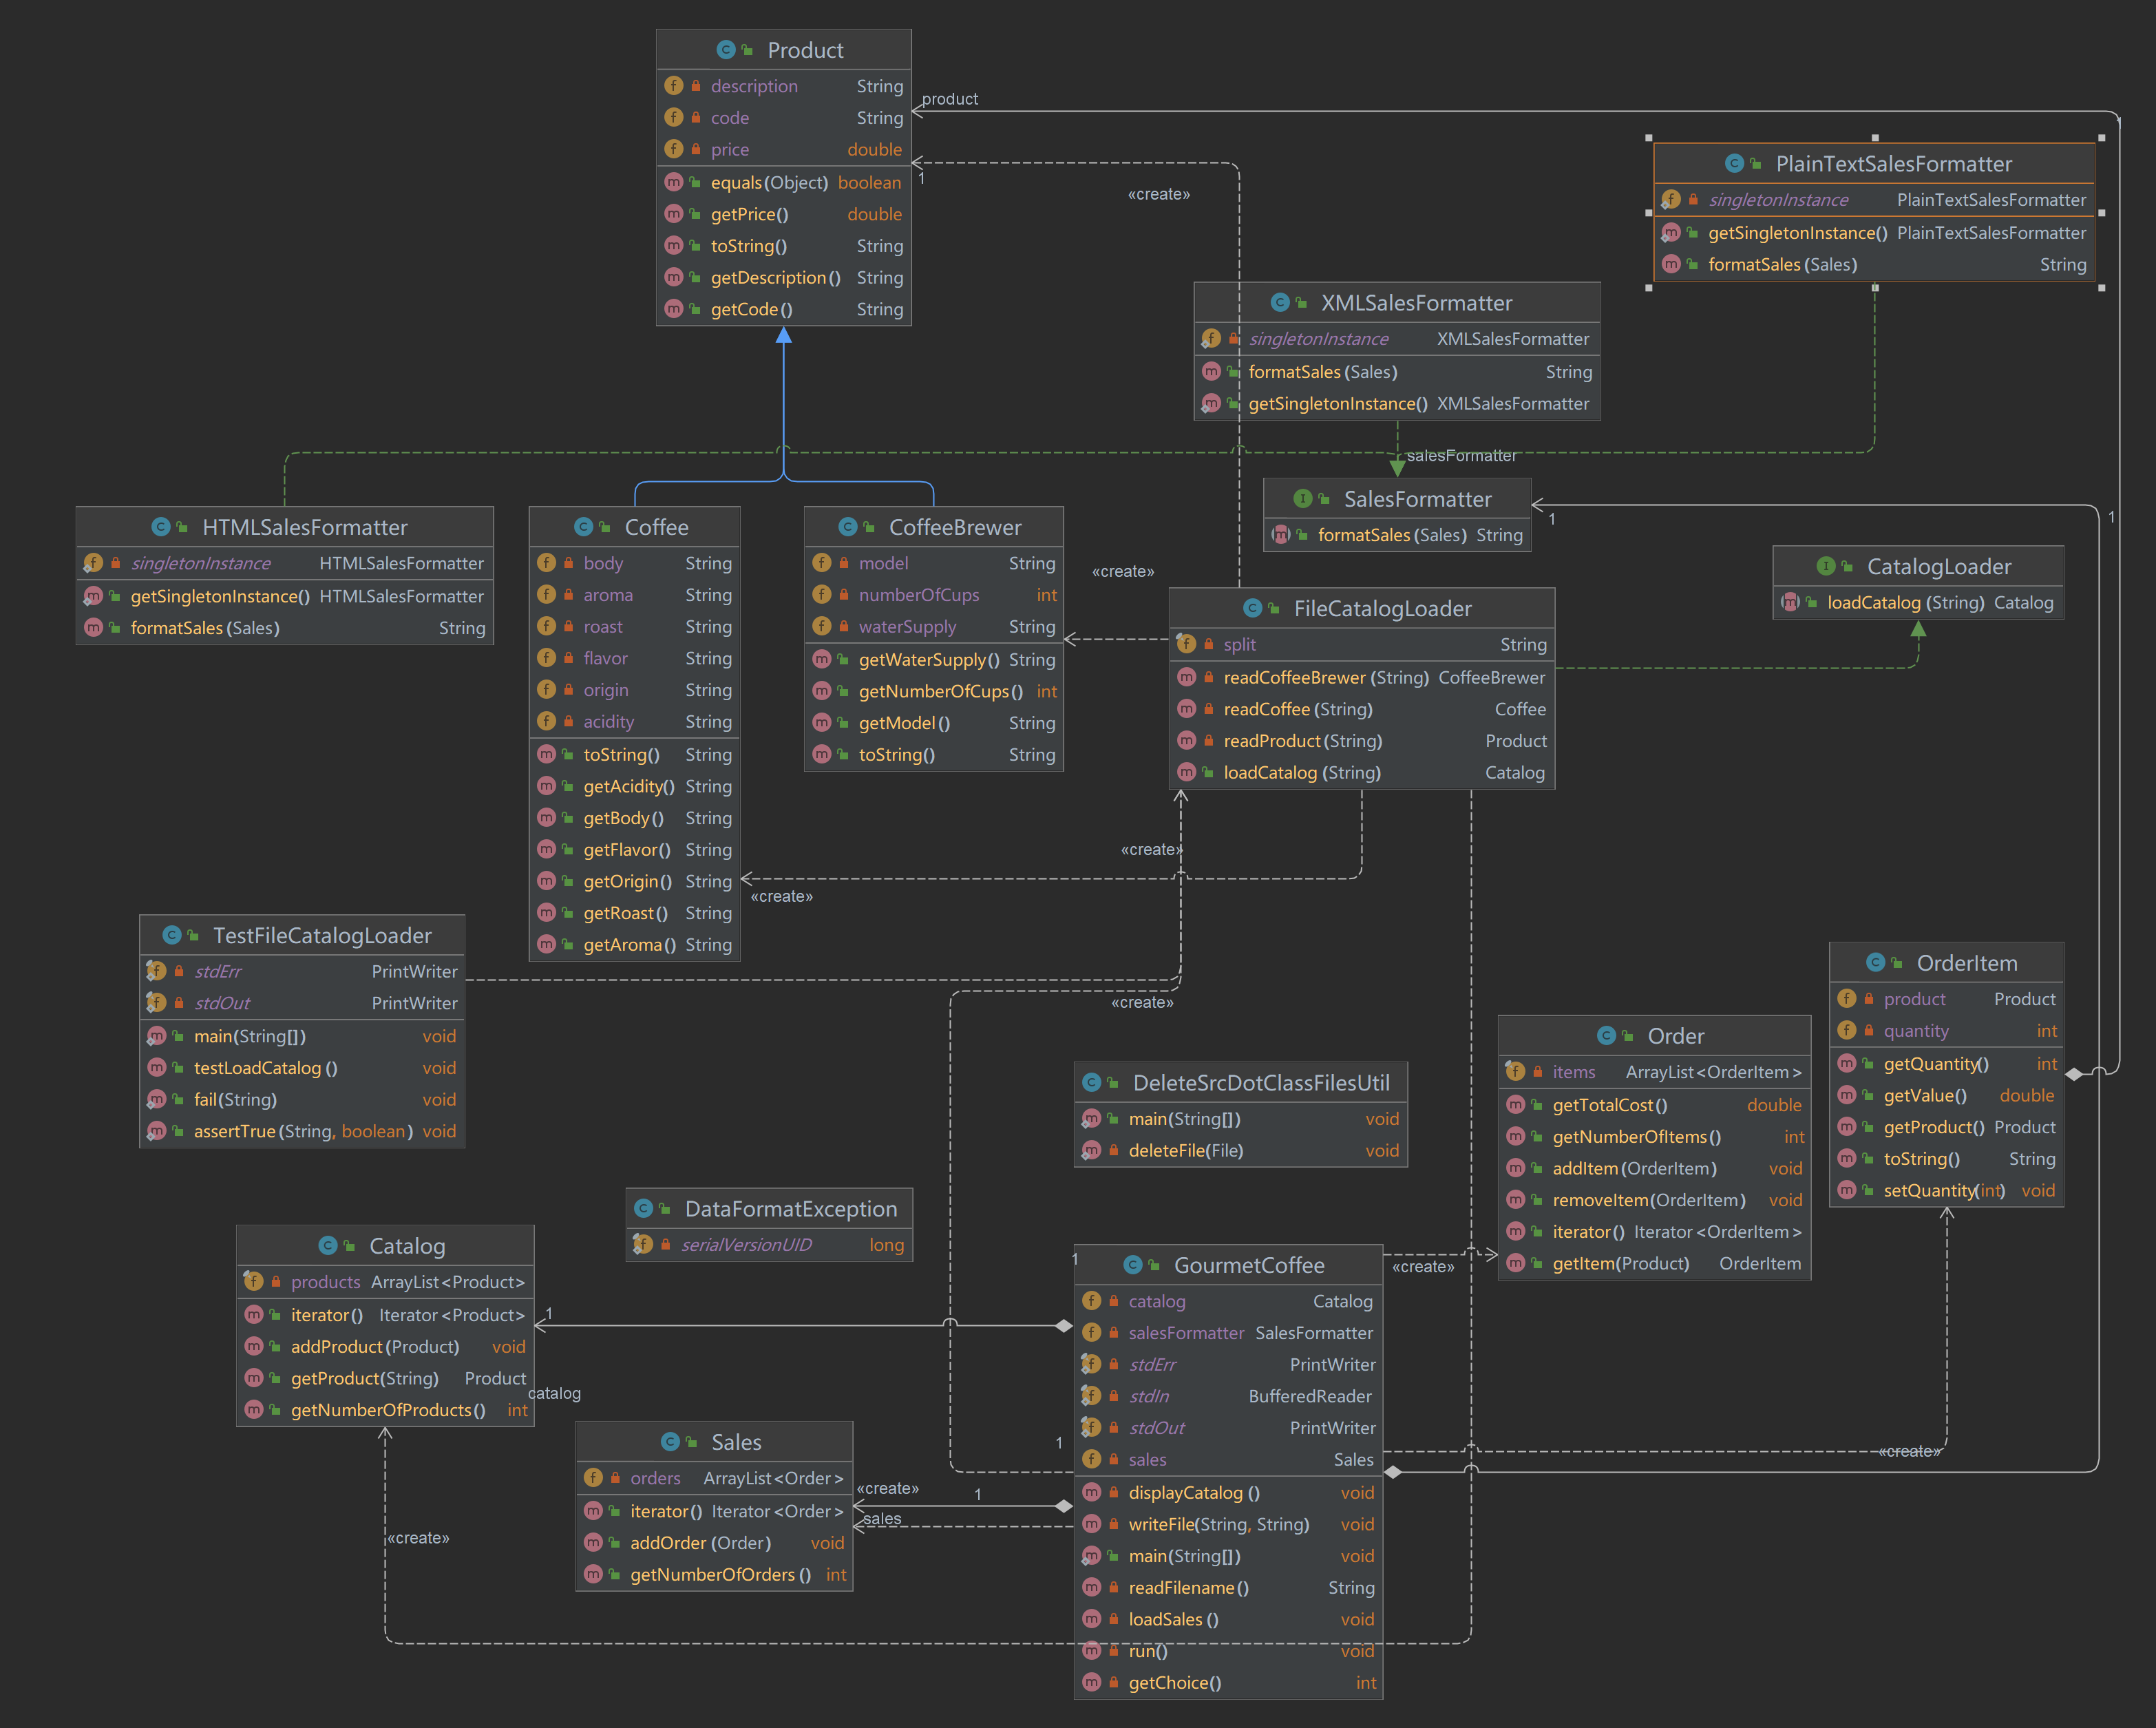 Product
description String
code String
price double
equals(Object) boolean
getPrice() double
toString() String
getDescription() String
getCode() String
product
1
1
«create»
PlainTextSalesFormatter
singletonInstance PlainTextSalesFormatter
getSingletonInstance() PlainTextSalesFormatter
formatSales(Sales) String
XMLSalesFormatter
singletonInstance XMLSalesFormatter
formatSales(Sales) String
getSingletonInstance() XMLSalesFormatter
salesFormatter
SalesFormatter
formatSales(Sales) String
1
1
HTMLSalesFormatter
singletonInstance HTMLSalesFormatter
getSingletonInstance() HTMLSalesFormatter
formatSales(Sales) String
Coffee
body String
aroma String
roast String
flavor String
origin String
acidity String
toString() String
getAcidity() String
getBody() String
getFlavor() String
getOrigin() String
getRoast() String
getAroma() String
CoffeeBrewer
model String
numberOfCups int
waterSupply String
getWaterSupply() String
getNumberOfCups() int
getModel() String
toString() String
«create»
FileCatalogLoader
split String
readCoffeeBrewer(String) CoffeeBrewer
readCoffee(String) Coffee
readProduct(String) Product
loadCatalog(String) Catalog
CatalogLoader
loadCatalog(String) Catalog
«create»
«create»
TestFileCatalogLoader
stdErr PrintWriter
stdOut PrintWriter
main(String[]) void
testLoadCatalog() void
fail(String) void
assertTrue(String, boolean) void
«create»
DeleteSrcDotClassFilesUtil
main(String[]) void
deleteFile(File) void
Order
items ArrayList<OrderItem>
getTotalCost() double
getNumberOfItems() int
addItem(OrderItem) void
removeItem(OrderItem) void
iterator() Iterator<OrderItem>
getItem(Product) OrderItem
OrderItem
product Product
quantity int
getQuantity() int
getValue() double
getProduct() Product
toString() String
setQuantity(int) void
DataFormatException
serialVersionUID long
Catalog
products ArrayList<Product>
iterator() Iterator<Product>
addProduct(Product) void
getProduct(String) Product
getNumberOfProducts() int
1
catalog
«create»
Sales
orders ArrayList<Order>
iterator() Iterator<Order>
addOrder(Order) void
getNumberOfOrders() int
«create»
1
sales
1
1
GourmetCoffee
catalog Catalog
salesFormatter SalesFormatter
stdErr PrintWriter
stdIn BufferedReader
stdOut PrintWriter
sales Sales
displayCatalog() void
writeFile(String, String) void
main(String[]) void
readFilename() String
loadSales() void
run() void
getChoice() int
«create»
«create»